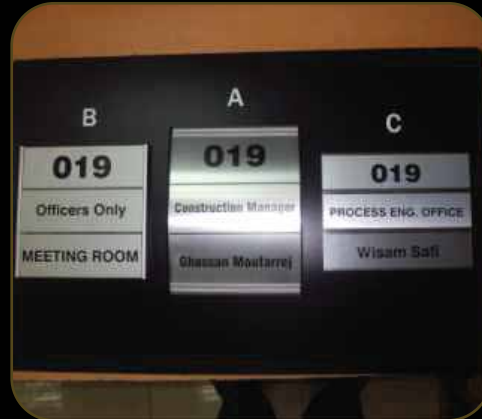 B
019
Officers Only
MEETING ROOM
A
019
Construction Manager
Ghassan Moutarrej
C
019
PROCESS ENG. OFFICE
Wisam Safi